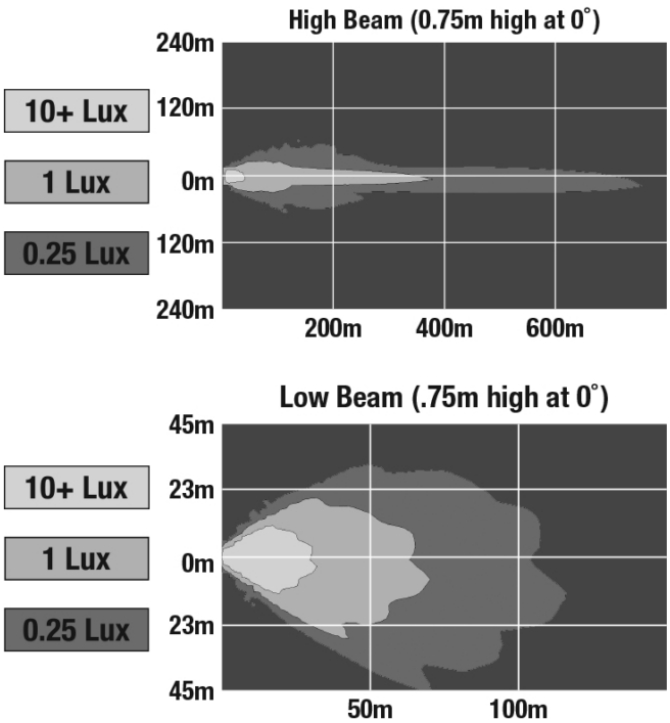 High Beam (0.75m high at 0˚)
240m
10+ Lux
120m
1 Lux
0m
0.25 Lux
120m
240m
200m 400m 600m
Low Beam (.75m high at 0˚)
45m
10+ Lux
23m
1 Lux
0m
0.25 Lux
23m
45m
50m 100m